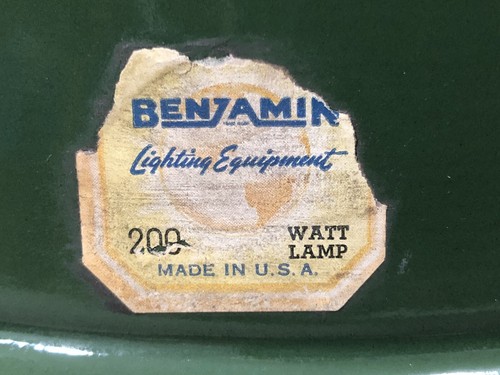 BENJAMIN
Lighting Equipment
200 WATT
LAMP
MADE IN U.S.A.